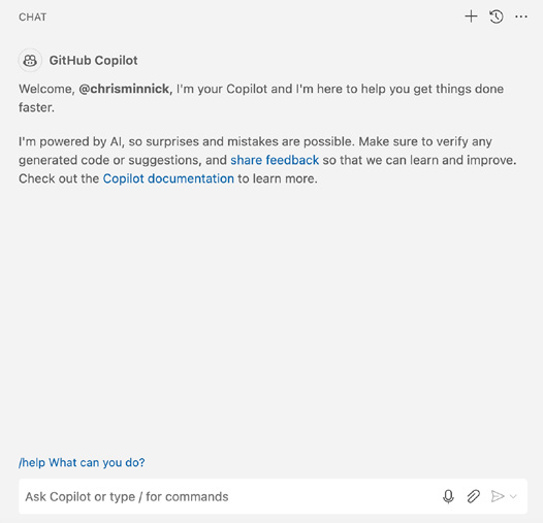 CHAT
GitHub Copilot
Welcome, @chrisminnick, I'm your Copilot and I'm here to help you get things done
faster.
I'm powered by AI, so surprises and mistakes are possible. Make sure to verify any
generated code or suggestions, and share feedback so that we can learn and improve.
Check out the Copilot documentation to learn more.
/help What can you do?
Ask Copilot or type / for commands